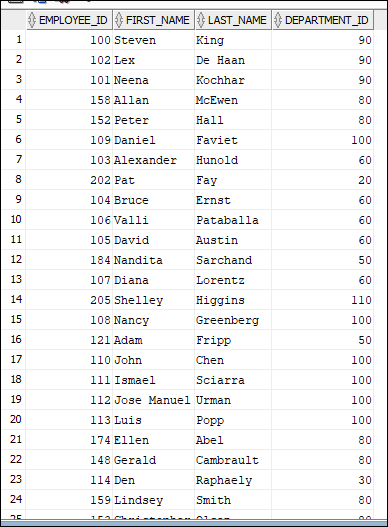 EMPLOYEE_ID FIRST_NAME LAST_NAME DEPARTMENT_ID
1 100 Steven King 90
2 102 Lex De Haan 90
3 101 Neena Kochhar 90
4 158 Allan McEwen 80
5 152 Peter Hall 80
6 109 Daniel Faviet 100
7 103 Alexander Hunold 60
8 202 Pat Fay 20
9 104 Bruce Ernst 60
10 106 Valli Pataballa 60
11 105 David Austin 60
12 184 Nandita Sarchand 50
13 107 Diana Lorentz 60
14 205 Shelley Higgins 110
15 108 Nancy Greenberg 100
16 121 Adam Fripp 50
17 110 John Chen 100
18 111 Ismael Sciarra 100
19 112 Jose Manuel Urman 100
20 113 Luis Popp 100
21 174 Ellen Abel 80
22 148 Gerald Cambrault 80
23 114 Den Raphaely 30
24 159 Lindsey Smith 80